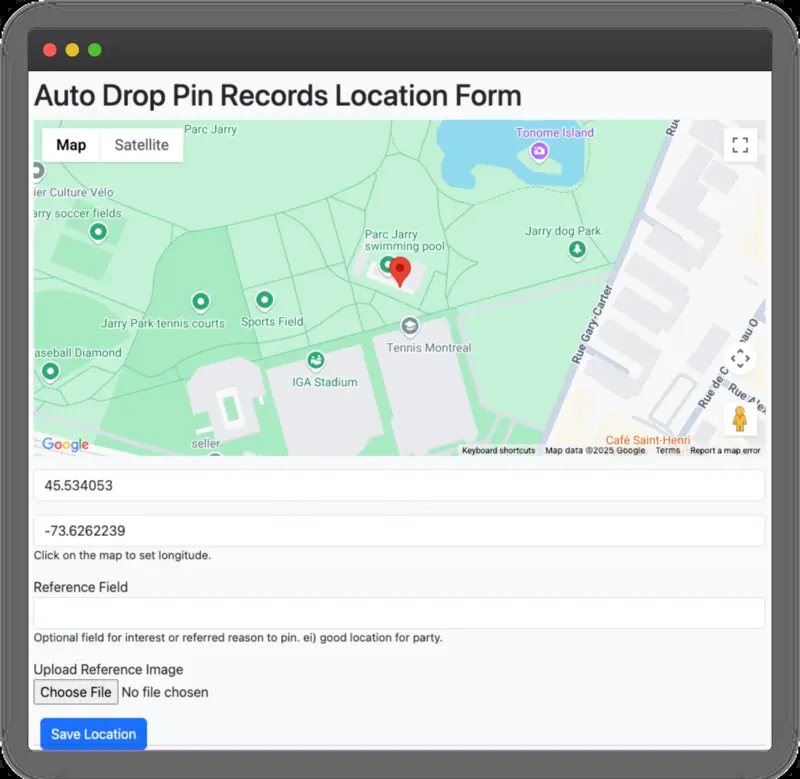 Auto Drop Pin Records Location Form
Map Satellite
Parc Jarry
Tonome Island
Rue
ier Culture Vélo
arry soccer fields
Parc Jarry
swimming pool
Jarry dog Park
Jarry Park tennis courts
Sports Field
Tennis Montreal
Rue Gary-Carter
aseball Diamond
IGA Stadium
Rue de C
au O
Rue Ale
seller
Café Saint-Henri
Google
Keyboard shortcuts Map data ©2025 Google Terms Report a map error
45.534053
-73.6262239
Click on the map to set longitude.
Reference Field
Optional field for interest or referred reason to pin. ei) good location for party.
Upload Reference Image
Choose File No file chosen
Save Location